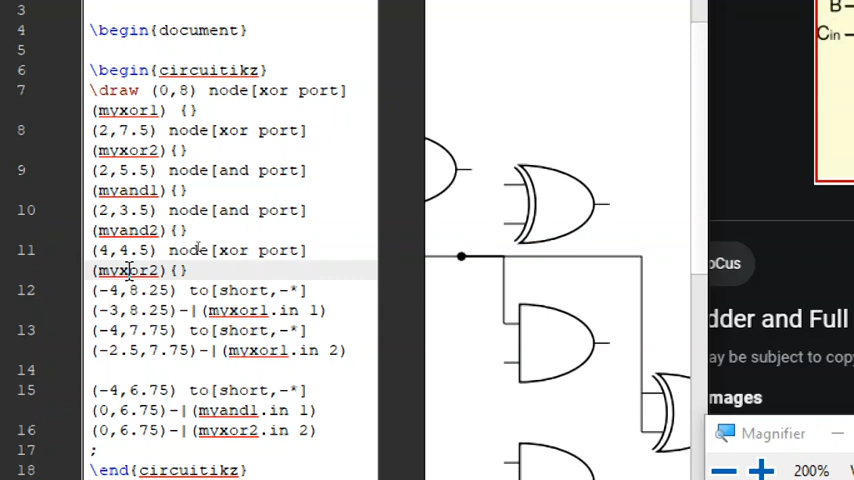 3
4 \begin{document}
5
6 \begin{circuitikz}
7 \draw (0,8) node[xor port]
(myxor1) {}
8 (2,7.5) node[xor port]
(myxor2){}
9 (2,5.5) node[and port]
(myand1){}
10 (2,3.5) node[and port]
(myand2){}
11 (4,4.5) node[xor port]
(myxor2){}
12 (-4,8.25) to[short,-*]
(-3,8.25)-|(myxor1.in 1)
13 (-4,7.75) to[short,-*]
(-2.5,7.75)-|(myxor1.in 2)
14
15 (-4,6.75) to[short,-*]
(0,6.75)-|(myand1.in 1)
16 (0,6.75)-|(myxor2.in 2)
17 ;
18 \end{circuitikz}
B
Cin
oCus
dder and Full
ay be subject to copy
mages
Magnifier
200%